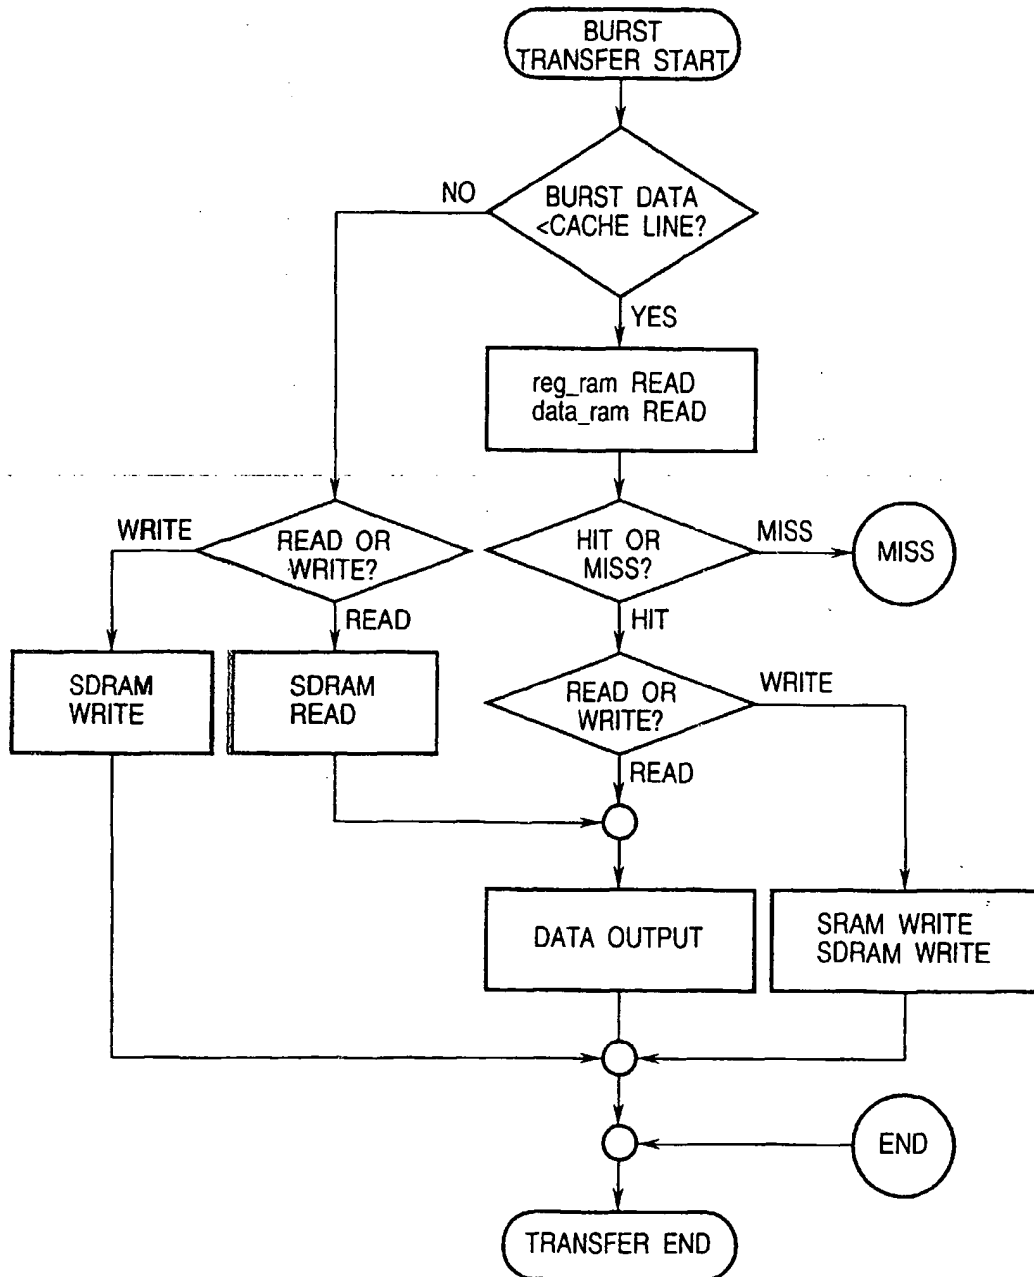 BURST
TRANSFER START
NO
BURST DATA
<CACHE LINE?
YES
reg_ram READ
data_ram READ
WRITE
READ OR
WRITE?
READ
HIT OR
MISS?
MISS
MISS
HIT
SDRAM
WRITE
SDRAM
READ
READ OR
WRITE?
WRITE
READ
DATA OUTPUT
SRAM WRITE
SDRAM WRITE
END
TRANSFER END